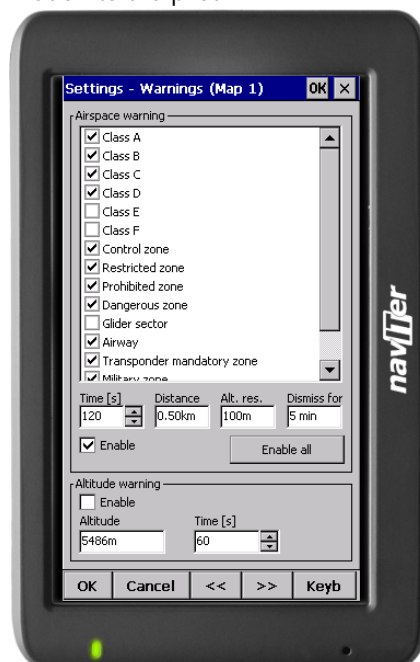 Settings - Warnings (Map 1) OK
Airspace warning
Class A
Class B
Class C
Class D
Class E
Class F
Control zone
Restricted zone
Prohibited zone
Dangerous zone
Glider sector
Airway
Transponder mandatory zone
Military zone
Time [s] Distance Alt. res. Dismiss for
120 0.50km 100m 5 min
Enable Enable all
Altitude warning
Enable
Altitude Time [s]
5486m 60
OK Cancel << >> Keyb
naviter